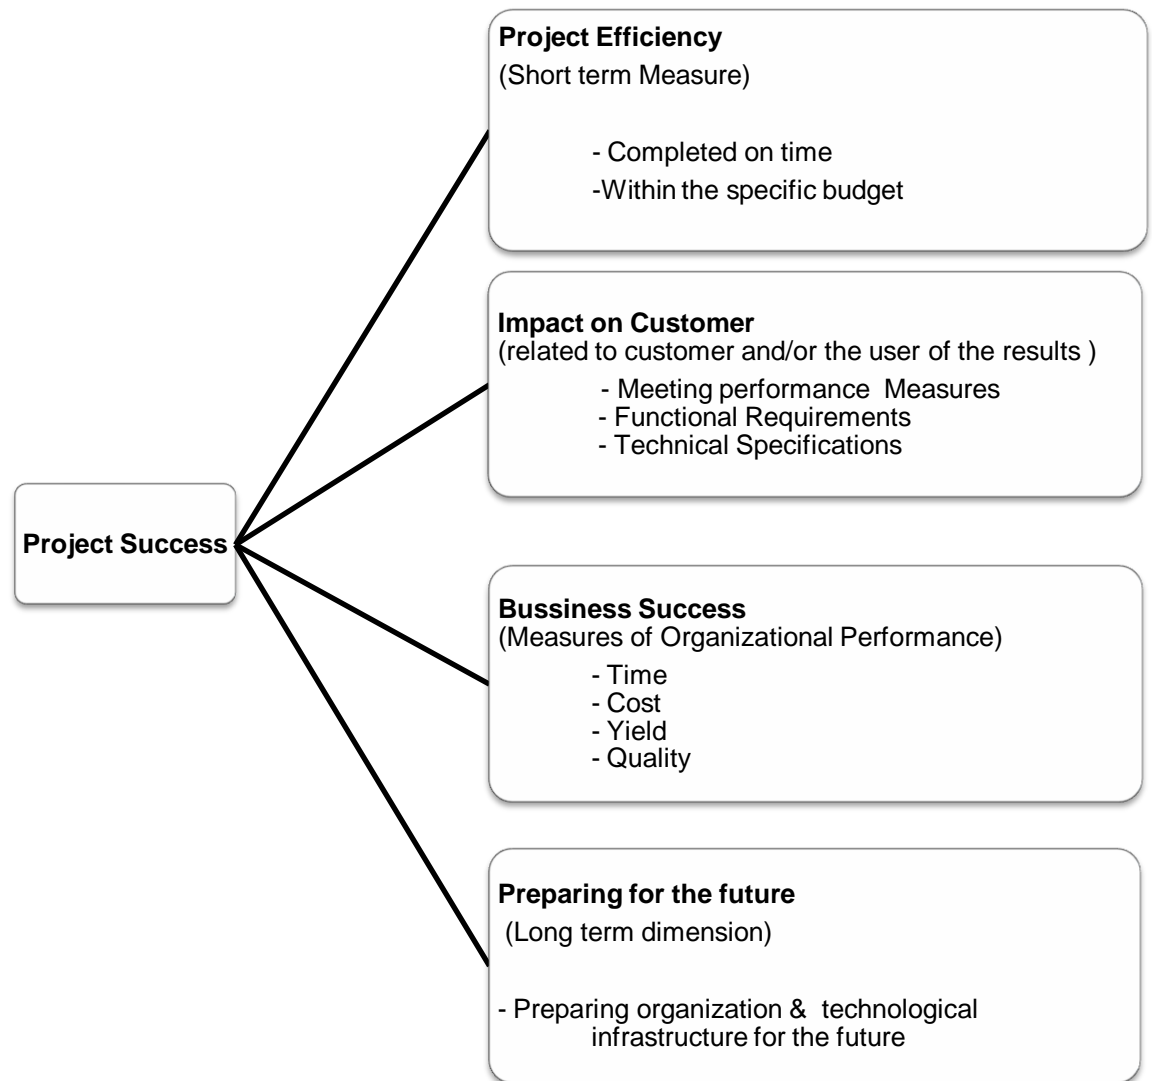 Project Efficiency
(Short term Measure)
- Completed on time
-Within the specific budget
Impact on Customer
(related to customer and/or the user of the results )
- Meeting performance Measures
- Functional Requirements
- Technical Specifications
Project Success
Bussiness Success
(Measures of Organizational Performance)
- Time
- Cost
- Yield
- Quality
Preparing for the future
(Long term dimension)
- Preparing organization & technological
infrastructure for the future